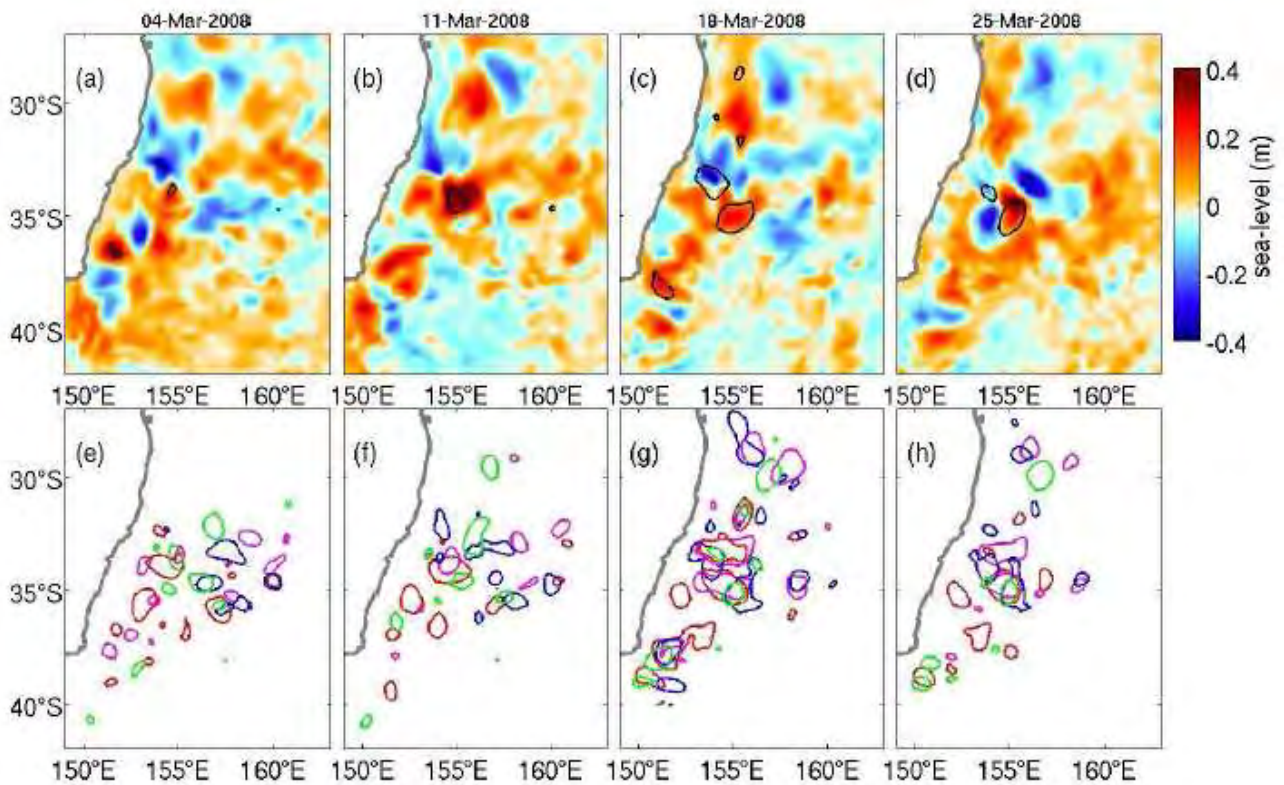 04-Mar-2008 11-Mar-2008 18-Mar-2008 25-Mar-2008
(a) (b) (c) (d)
30°S
35°S
40°S
0.4
0.2
0
-0.2
-0.4
sea-level (m)
150°E 155°E 160°E 150°E 155°E 160°E 150°E 155°E 160°E 150°E 155°E 160°E
(e) (f) (g) (h)
30°S
35°S
40°S
150°E 155°E 160°E 150°E 155°E 160°E 150°E 155°E 160°E 150°E 155°E 160°E